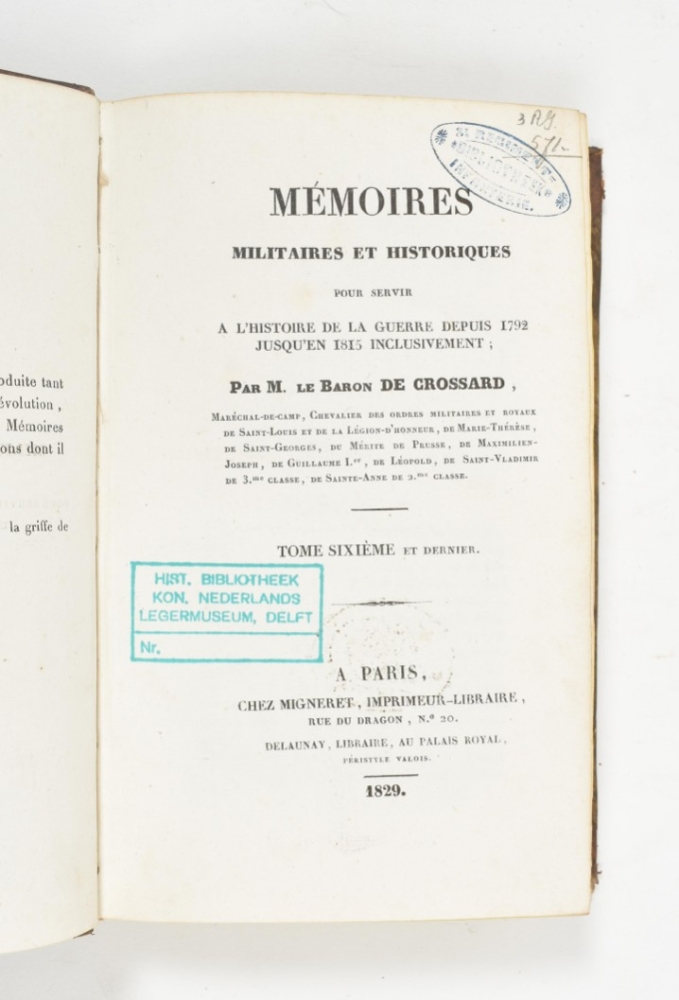 oduite tant
évolution ,
Mémoires
ons dont il
la griffe de
3 RG.
571-
REGIMENT
BIBLIOTHEEK
INFANTERIE.
MÉMOIRES
MILITAIRES ET HISTORIQUES
POUR SERVIR
A L'HISTOIRE DE LA GUERRE DEPUIS 1792
JUSQU'EN 1815 INCLUSIVEMENT ;
PAR M. LE BARON DE CROSSARD ,
MARÉCHAL-DE-CAMP, CHEVALIER DES ORDRES MILITAIRES ET ROYAUX
DE SAINT-LOUIS ET DE LA LÉGION-D'HONNEUR, DE MARIE-THÉRÈSE ,
DE SAINT-GEORGES, DU MÉRITE DE PRUSSE, DE MAXIMILIEN-
JOSEPH , DE GUILLAUME I.er , DE LÉOPOLD, DE SAINT-VLADIMIR
DE 3.me CLASSE, DE SAINTE-ANNE DE 2.me CLASSE.
TOME SIXIÈME ET DERNIER.
HIST. BIBLIOTHEEK
KON. NEDERLANDS
LEGERMUSEUM, DELFT
Nr.
A PARIS,
CHEZ MIGNERET, IMPRIMEUR-LIBRAIRE ,
RUE DU DRAGON , N.º 20.
DELAUNAY, LIBRAIRE, AU PALAIS ROYAL,
PÉRISTYLE VALOIS.
1829.